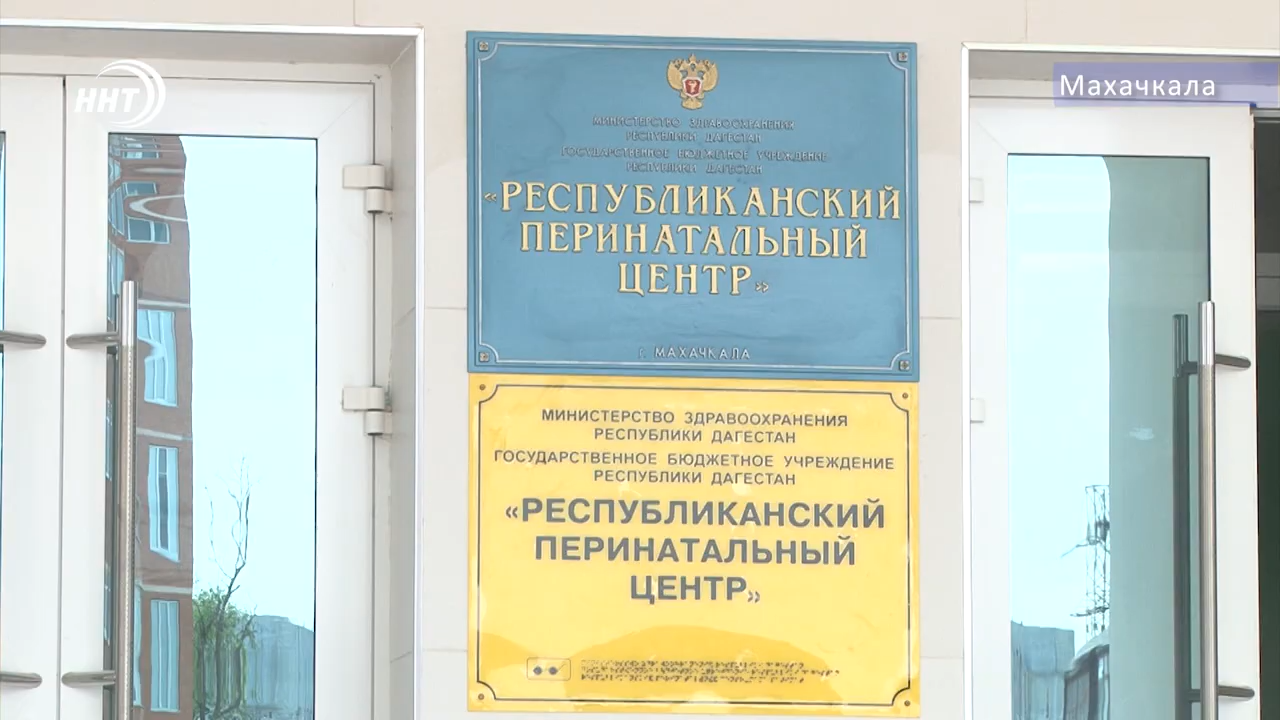 ННТ
Махачкала
МИНИСТЕРСТВО ЗДРАВООХРАНЕНИЯ
РЕСПУБЛИКИ ДАГЕСТАН
ГОСУДАРСТВЕННОЕ БЮДЖЕТНОЕ УЧРЕЖДЕНИЕ
РЕСПУБЛИКИ ДАГЕСТАН
«РЕСПУБЛИКАНСКИЙ
ПЕРИНАТАЛЬНЫЙ
ЦЕНТР»
Г. МАХАЧКАЛА
МИНИСТЕРСТВО ЗДРАВООХРАНЕНИЯ
РЕСПУБЛИКИ ДАГЕСТАН
ГОСУДАРСТВЕННОЕ БЮДЖЕТНОЕ УЧРЕЖДЕНИЕ
РЕСПУБЛИКИ ДАГЕСТАН
«РЕСПУБЛИКАНСКИЙ
ПЕРИНАТАЛЬНЫЙ
ЦЕНТР»